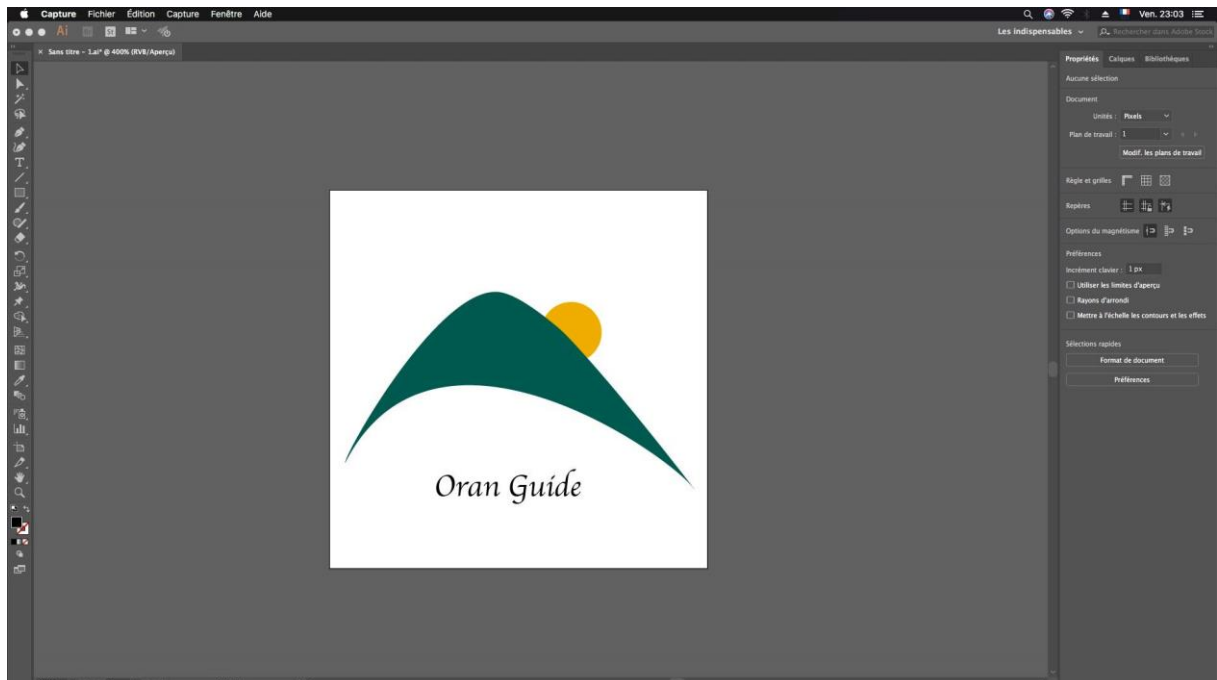 Capture Fichier Édition Capture Fenêtre Aide
Ven. 23:03
Ai St
Les indispensables
Rechercher dans Adobe Stock
× Sans titre – 1.ai* @ 400% (RVB/Aperçu)
Propriétés Calques Bibliothèques
Aucune sélection
Document
Unités : Pixels
Plan de travail : 1
Modif. les plans de travail
Règle et grilles
Repères
Options du magnétisme
Préférences
Incrément clavier : 1 px
Utiliser les limites d'aperçu
Rayons d'arrondi
Mettre à l'échelle les contours et les effets
Sélections rapides
Format de document
Préférences
Oran Guide